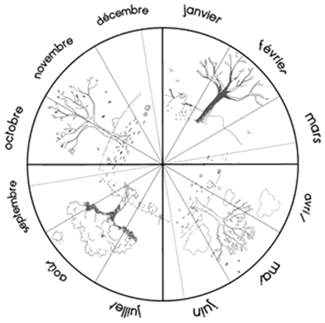 janvier
février
mars
avril
mai
juin
juillet
août
septembre
octobre
novembre
décembre